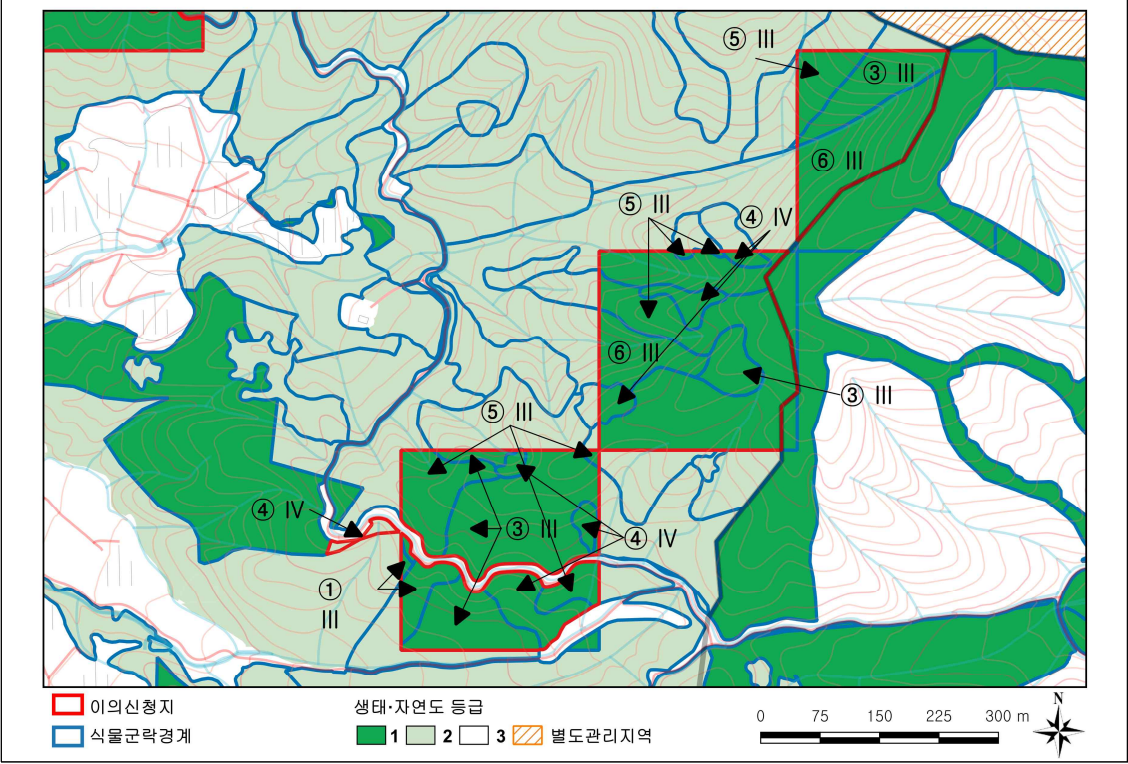 ⑤ III
③ III
⑥ III
⑤ III
④ IV
⑥ III
③ III
⑤ III
④ IV
③ III
④ IV
①
III
이의신청지
생태·자연도 등급
식물군락경계
1 2 3 별도관리지역
0 75 150 225 300 m
N